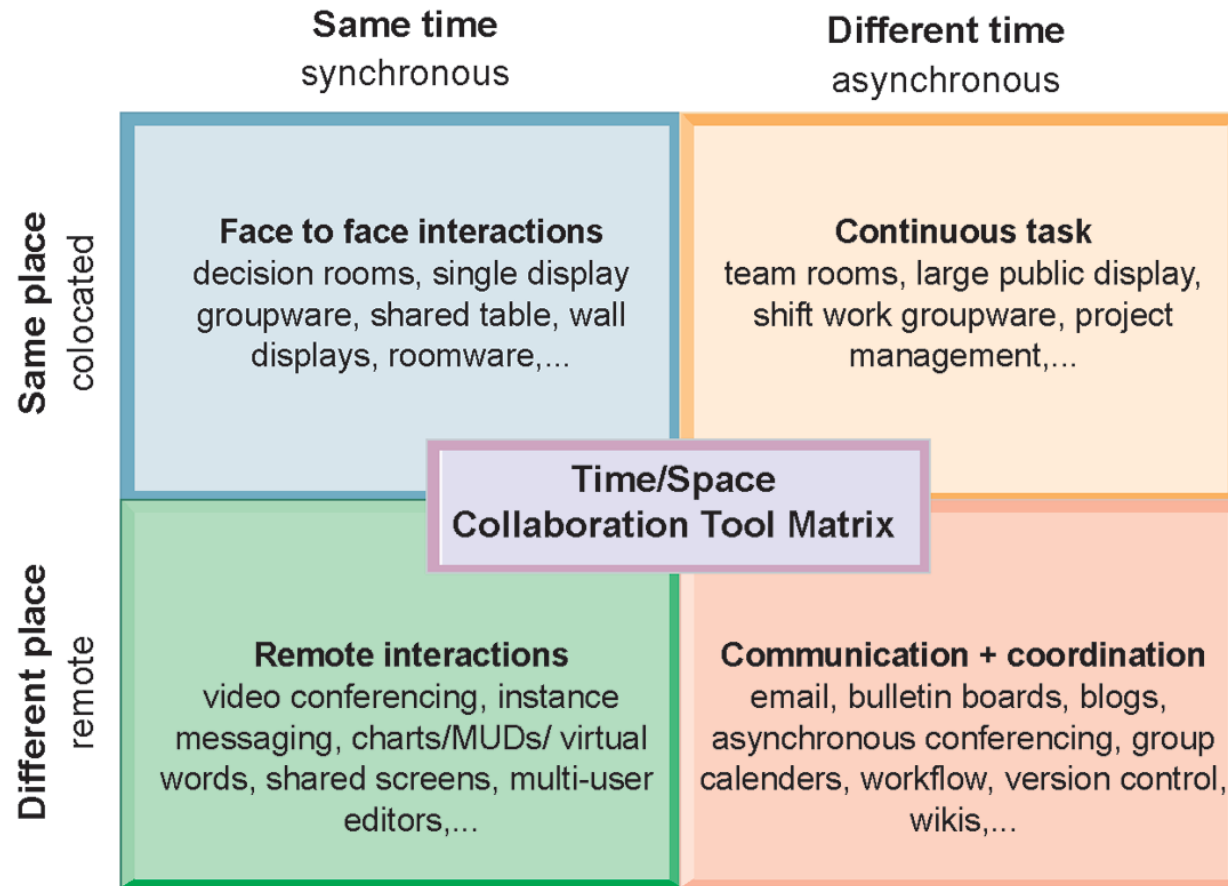 Same time
synchronous
Different time
asynchronous
Same place
colocated
Face to face interactions
decision rooms, single display
groupware, shared table, wall
displays, roomware,...
Continuous task
team rooms, large public display,
shift work groupware, project
management,...
Time/Space
Collaboration Tool Matrix
Different place
remote
Remote interactions
video conferencing, instance
messaging, charts/MUDs/ virtual
words, shared screens, multi-user
editors,...
Communication + coordination
email, bulletin boards, blogs,
asynchronous conferencing, group
calenders, workflow, version control,
wikis,...